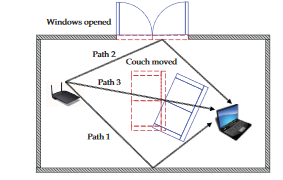 Windows opened
Path 2
Couch moved
Path 3
Path 1